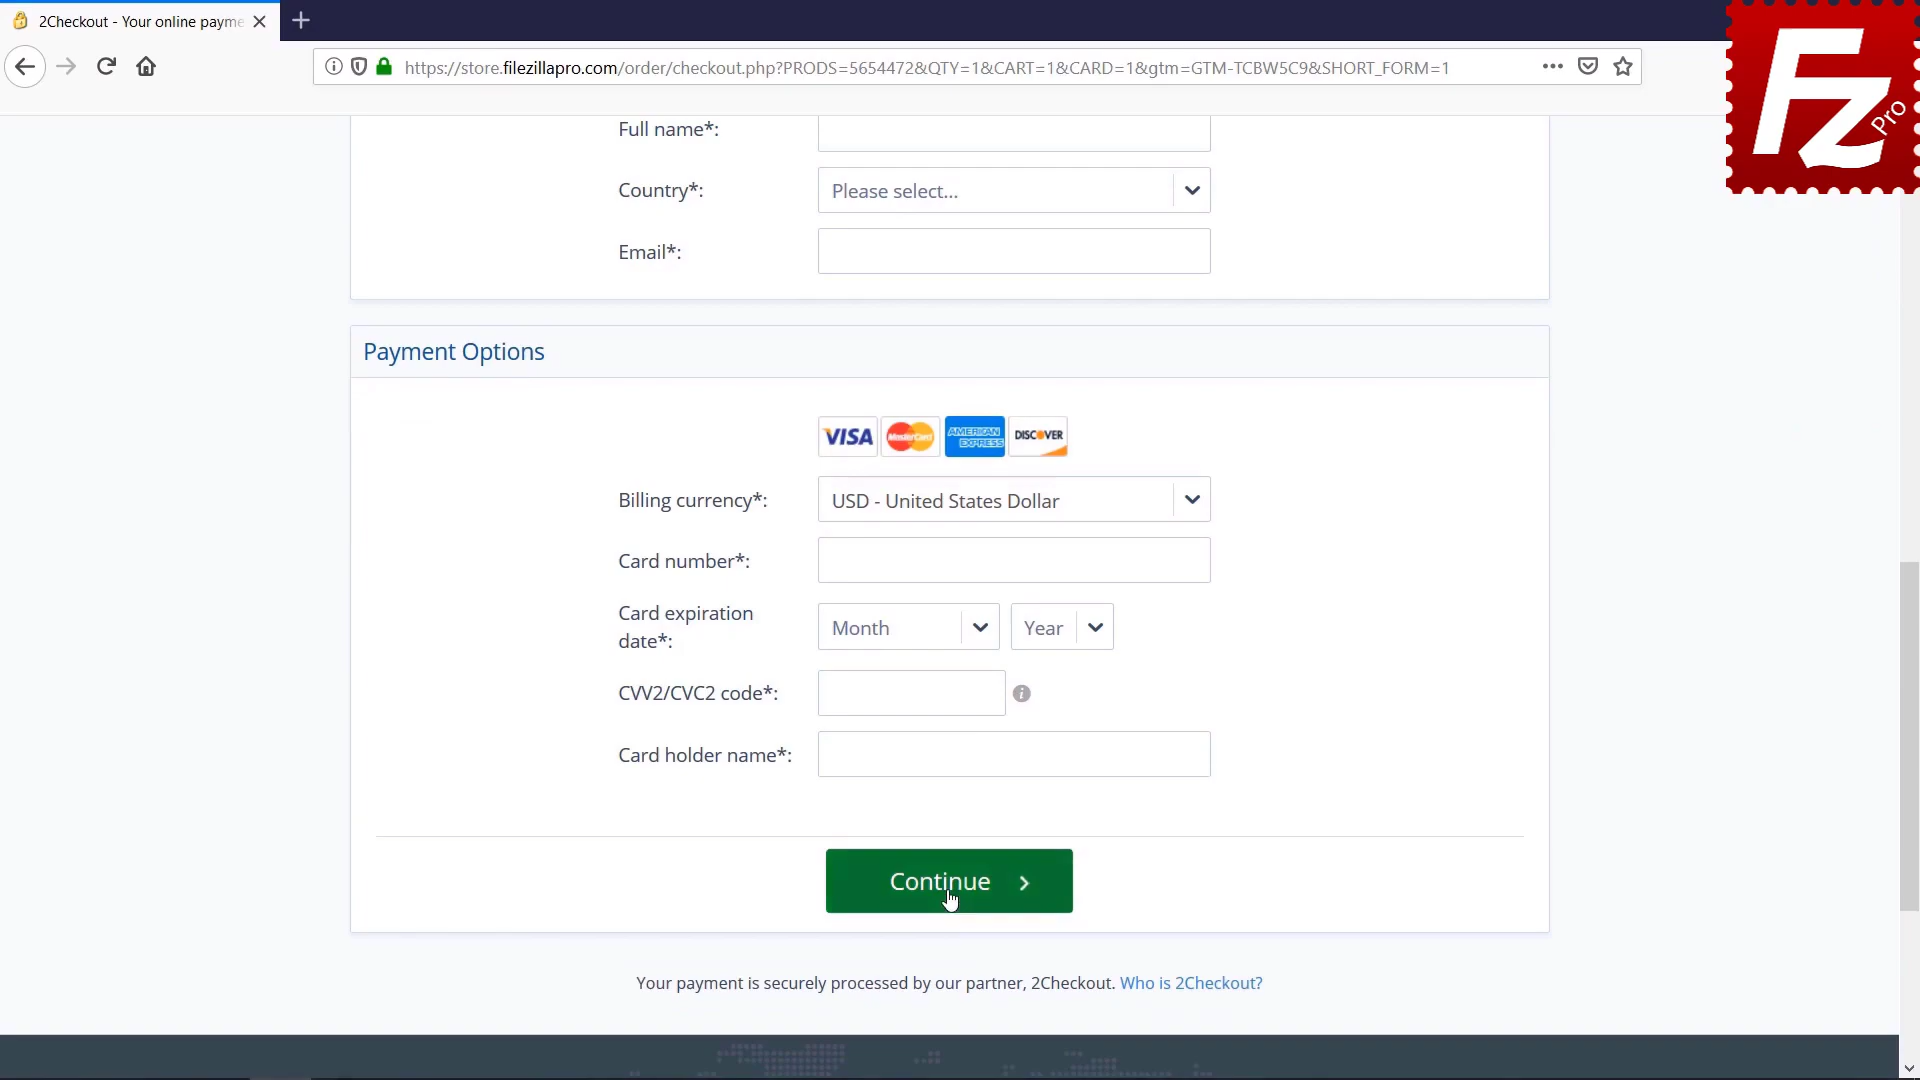 2Checkout - Your online payme
https://store.filezillapro.com/order/checkout.php?PRODS=5654472&QTY=1&CART=1&CARD=1&gtm=GTM-TCBW5C9&SHORT_FORM=1
Fz Pro
Full name*:
Country*: Please select...
Email*:
Payment Options
VISA MasterCard AMERICAN EXPRESS DISCOVER
Billing currency*: USD - United States Dollar
Card number*:
Card expiration
date*: Month Year
CVV2/CVC2 code*:
Card holder name*:
Continue
Your payment is securely processed by our partner, 2Checkout. Who is 2Checkout?